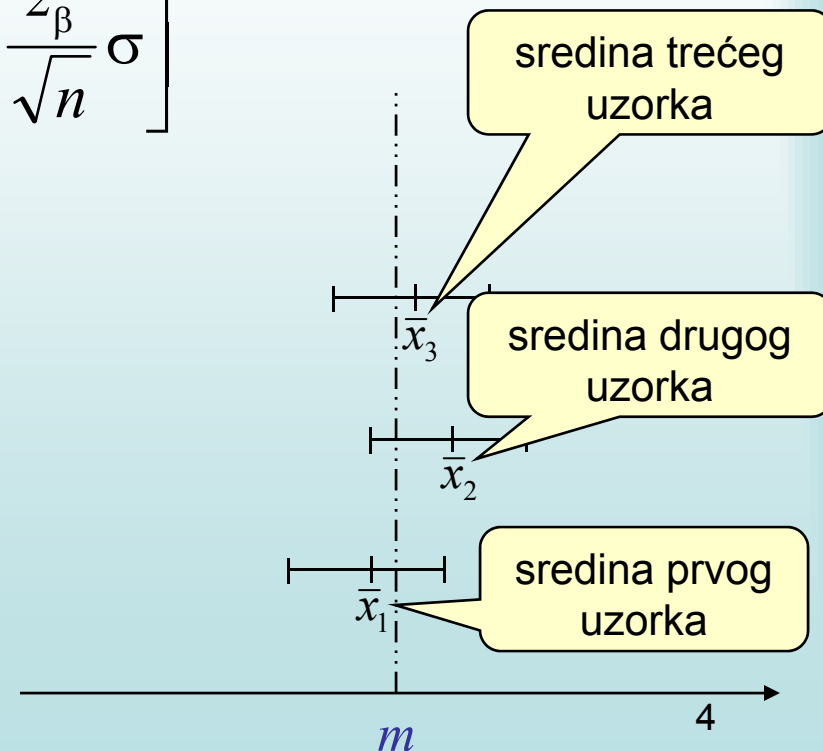 z_β / √n σ ]
sredina trećeg
uzorka
x̄₃
sredina drugog
uzorka
x̄₂
sredina prvog
uzorka
x̄₁
4
m